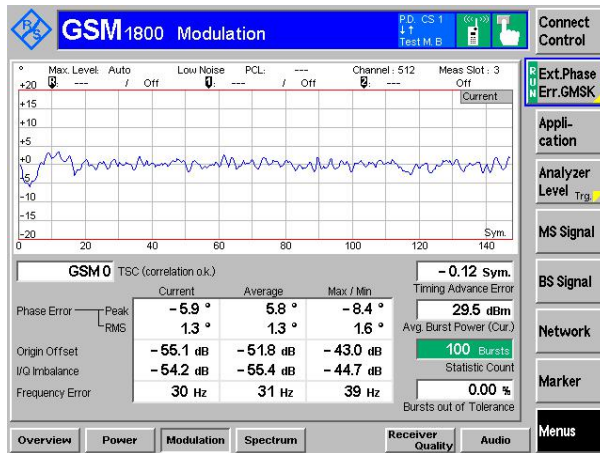 R S
GSM 1800 Modulation
P.D. CS 1
↓↑
Test M. B
Connect Control
° Max. Level: Auto Low Noise PCL: --- Channel : 512 Meas Slot : 3
R: --- / Off 1: --- / Off 2: --- Off
Current
+20
+15
+10
+5
+0
-5
-10
-15
-20
Sym.
0 20 40 60 80 100 120 140
RUN
Ext.Phase Err.GMSK
Appli-
cation
Analyzer
Level Trg.
MS Signal
BS Signal
Network
Marker
Menus
GSM 0 TSC (correlation o.k.)
– 0.12 Sym.
Timing Advance Error
Current Average Max / Min
Phase Error Peak – 5.9 ° 5.8 ° – 8.4 °
29.5 dBm
RMS 1.3 ° 1.3 ° 1.6 °
Avg. Burst Power (Cur.)
Origin Offset – 55.1 dB – 51.8 dB – 43.0 dB
100 Bursts
I/Q Imbalance – 54.2 dB – 55.4 dB – 44.7 dB
Statistic Count
Frequency Error 30 Hz 31 Hz 39 Hz
0.00 %
Bursts out of Tolerance
Overview Power Modulation Spectrum Receiver Quality Audio